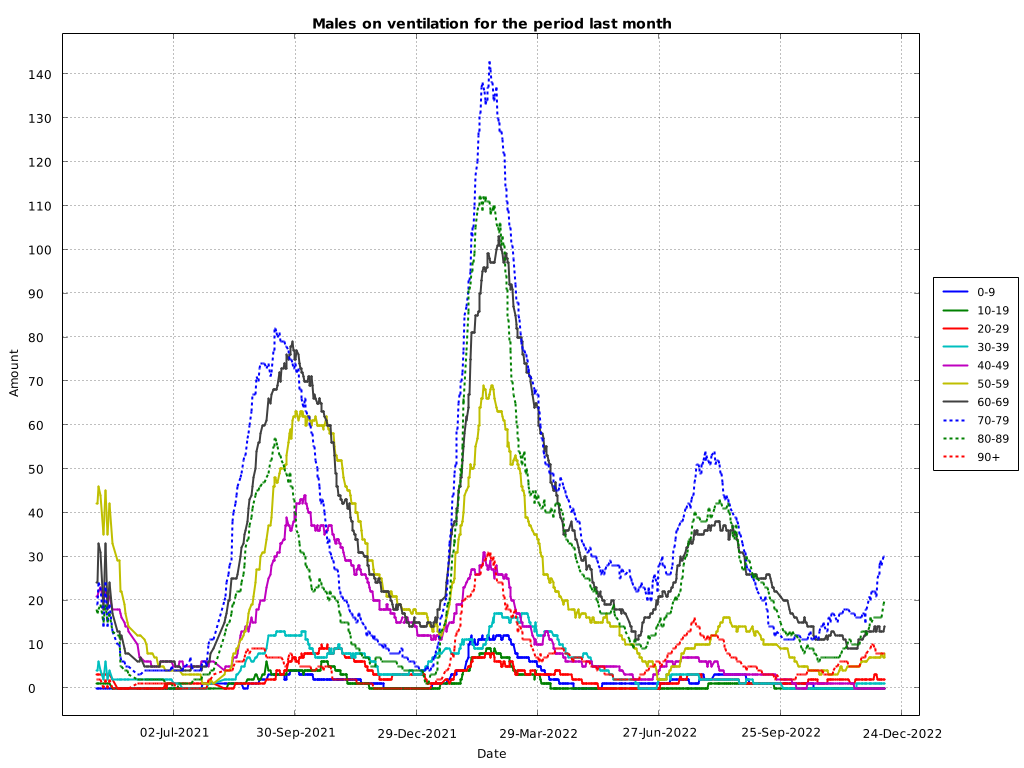 Males on ventilation for the period last month
140
130
120
110
100
90
80
70
60
50
40
30
20
10
0
Amount
02-Jul-2021
30-Sep-2021
29-Dec-2021
29-Mar-2022
27-Jun-2022
25-Sep-2022
24-Dec-2022
Date
0-9
10-19
20-29
30-39
40-49
50-59
60-69
70-79
80-89
90+